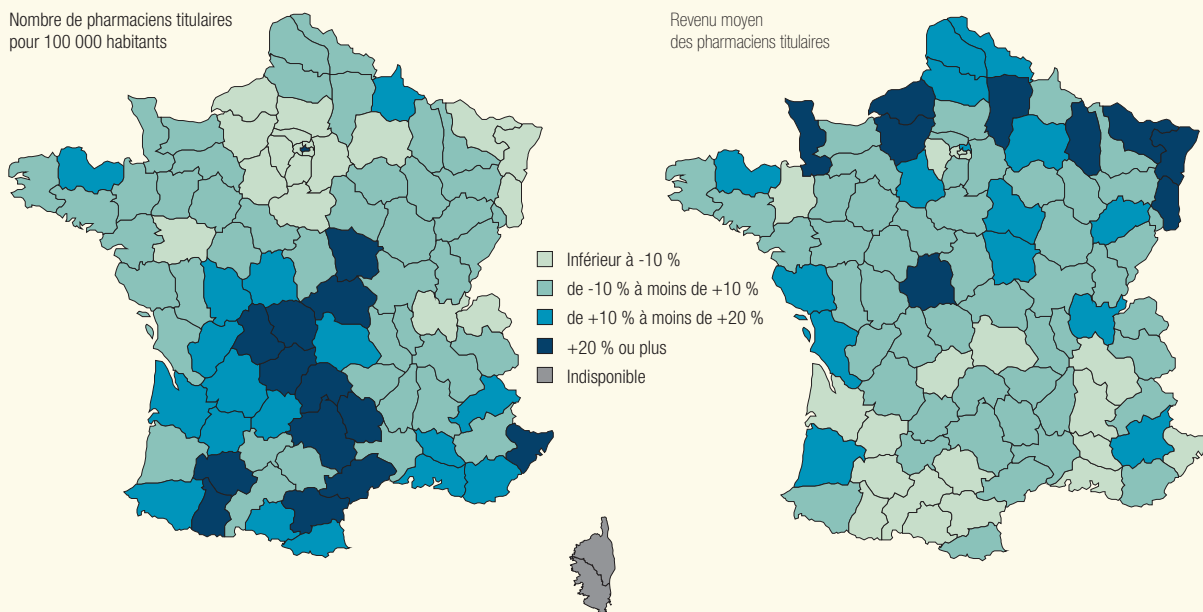 Nombre de pharmaciens titulaires
pour 100 000 habitants
Revenu moyen
des pharmaciens titulaires
Inférieur à -10 %
de -10 % à moins de +10 %
de +10 % à moins de +20 %
+20 % ou plus
Indisponible